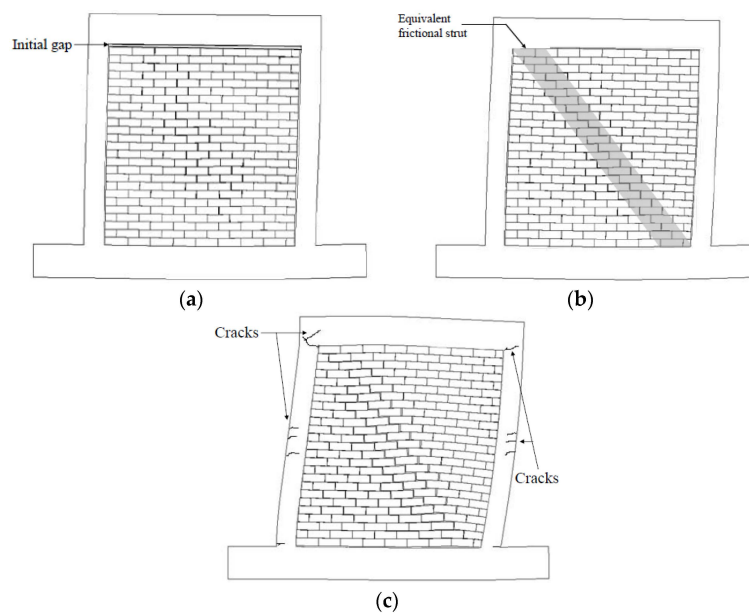 Initial gap
Equivalent
frictional strut
(a)
(b)
Cracks
Cracks
(c)